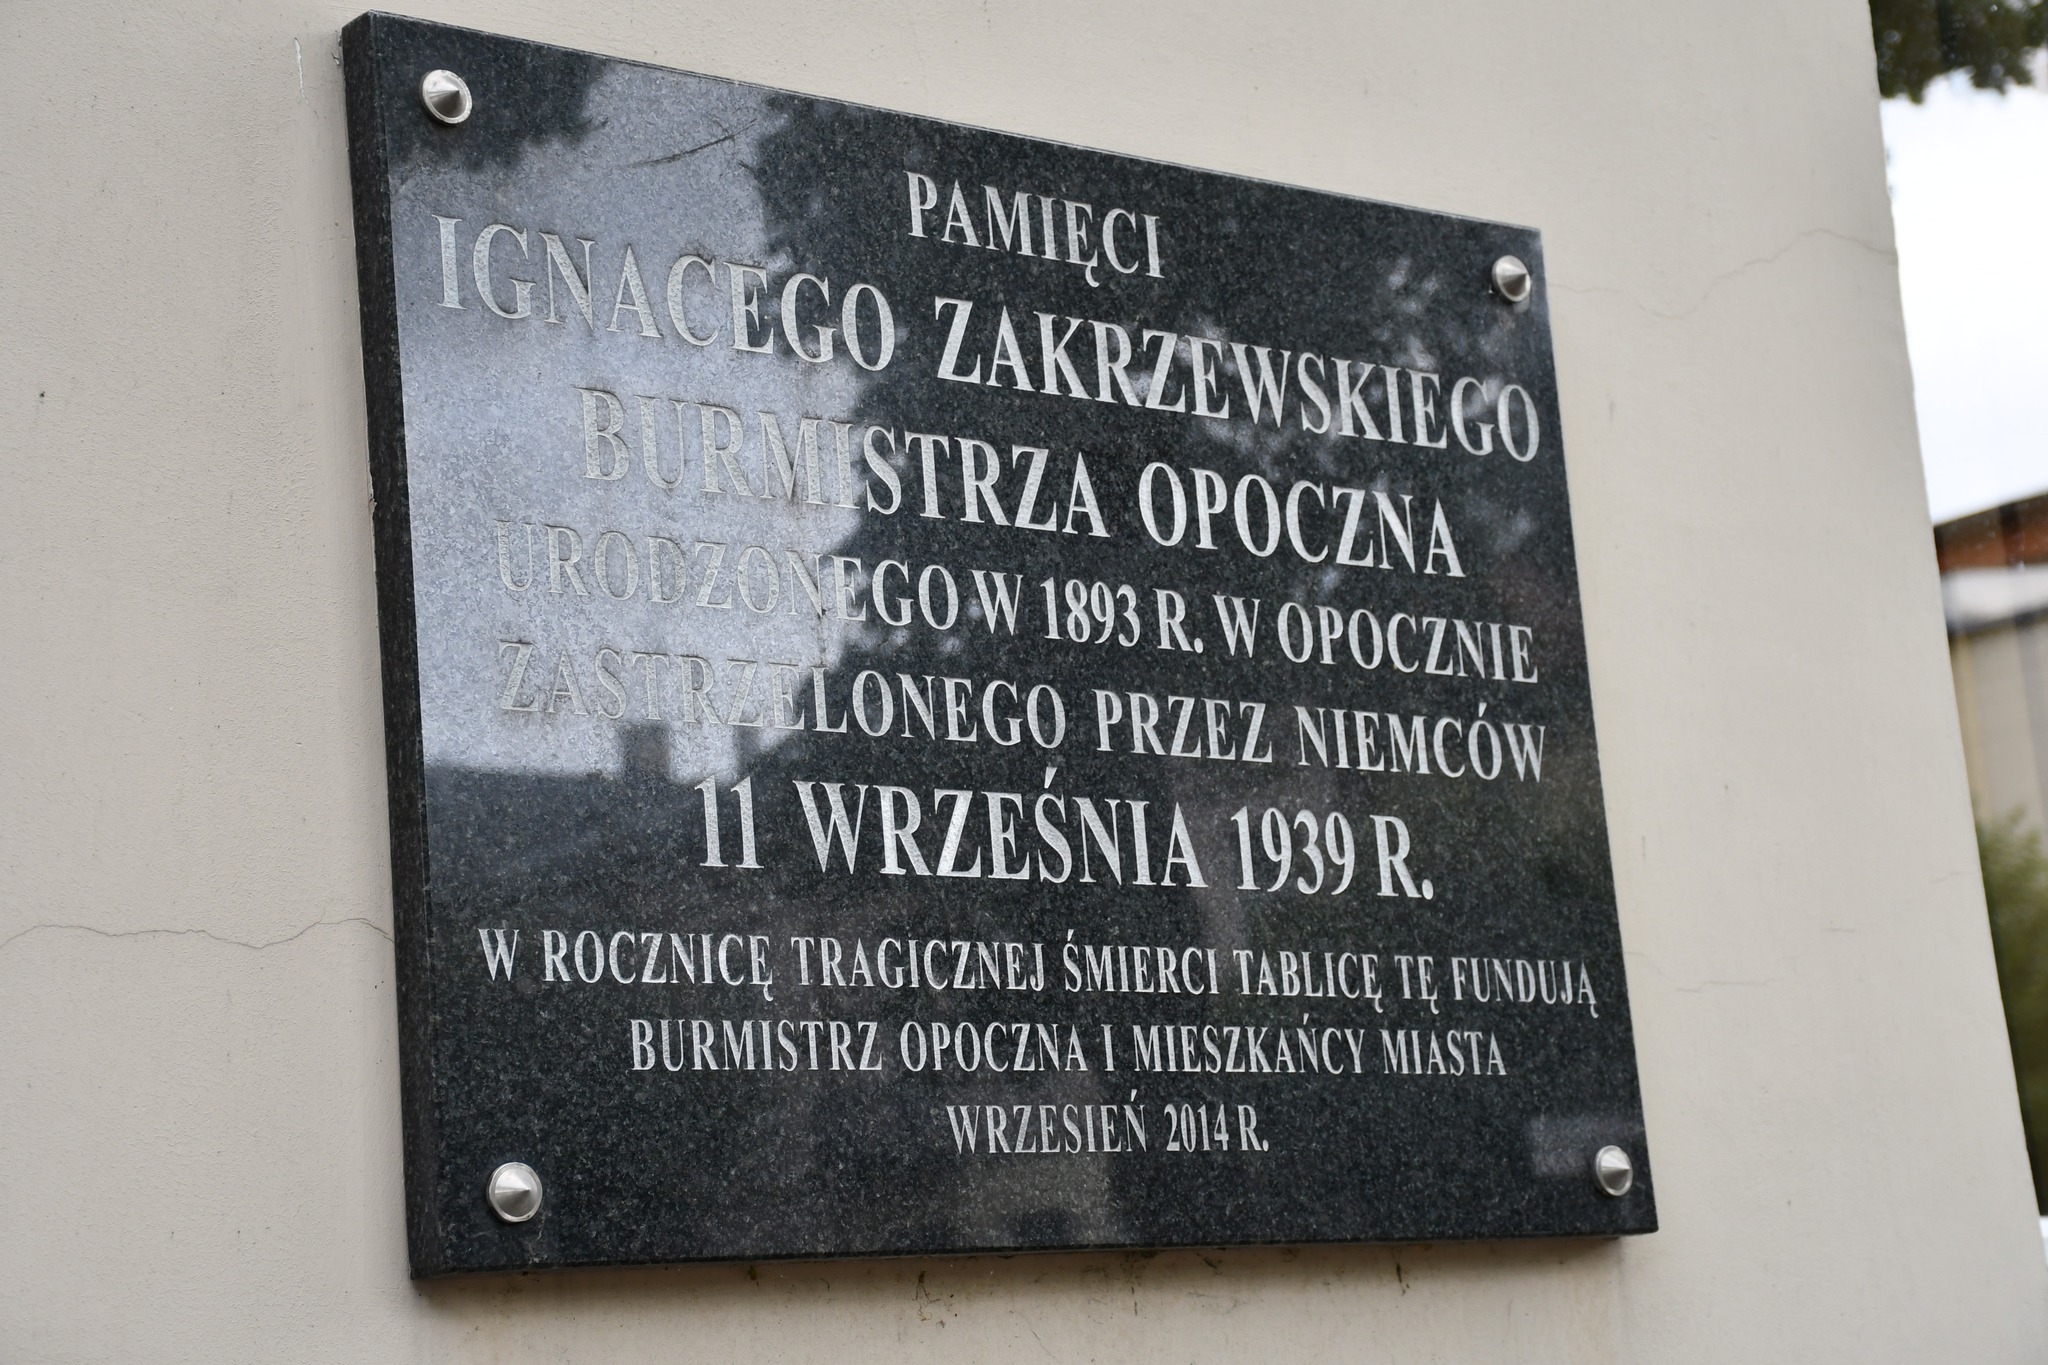 PAMIĘCI
IGNACEGO ZAKRZEWSKIEGO
BURMISTRZA OPOCZNA
URODZONEGO W 1893 R. W OPOCZNIE
ZASTRZELONEGO PRZEZ NIEMCÓW
11 WRZEŚNIA 1939 R.
W ROCZNICĘ TRAGICZNEJ ŚMIERCI TABLICĘ TĘ FUNDUJĄ
BURMISTRZ OPOCZNA I MIESZKAŃCY MIASTA
WRZESIEŃ 2014 R.